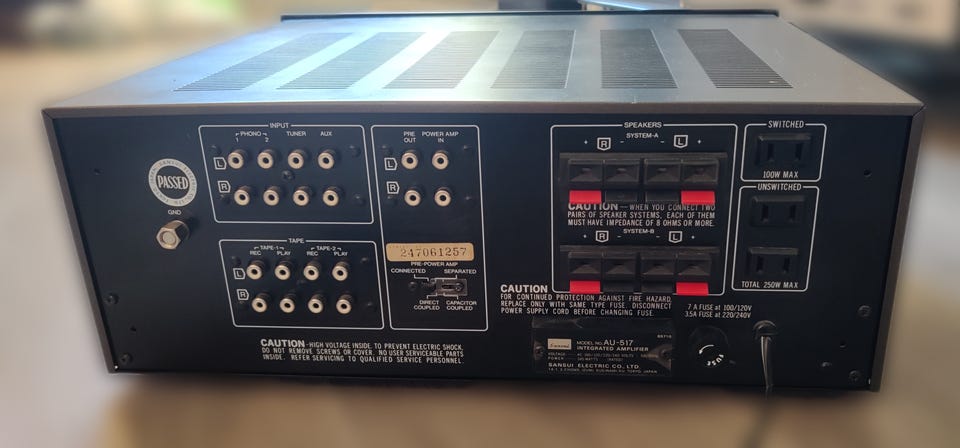 INPUT
PHONO
1 2
TUNER
AUX
L
R
PASSED
GND
TAPE
TAPE-1 TAPE-2
REC PLAY REC PLAY
L
R
PRE OUT
POWER AMP IN
L
R
247061257
PRE-POWER AMP
CONNECTED SEPARATED
DIRECT COUPLED
CAPACITOR COUPLED
CAUTION - HIGH VOLTAGE INSIDE. TO PREVENT ELECTRIC SHOCK,
DO NOT REMOVE SCREWS OR COVER. NO USER SERVICEABLE PARTS
INSIDE. REFER SERVICING TO QUALIFIED SERVICE PERSONNEL.
SPEAKERS
SYSTEM-A
+ R - - L +
CAUTION - WHEN YOU CONNECT TWO
PAIRS OF SPEAKER SYSTEMS, EACH OF THEM
MUST HAVE IMPEDANCE OF 8 OHMS OR MORE.
SYSTEM-B
+ R - - L +
CAUTION
FOR CONTINUED PROTECTION AGAINST FIRE HAZARD,
REPLACE ONLY WITH SAME TYPE FUSE. DISCONNECT
POWER SUPPLY CORD BEFORE CHANGING FUSE.
7 A FUSE at 100/120V
3.5A FUSE at 220/240V
Sansui
MODEL NO. AU-517
INTEGRATED AMPLIFIER
SANSUI ELECTRIC CO., LTD.
SWITCHED
100W MAX
UNSWITCHED
TOTAL 250W MAX